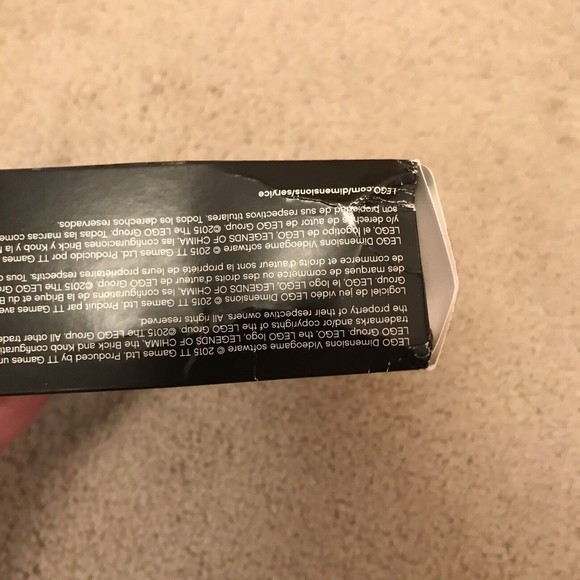 LEGO Dimensions Videogame software © 2015 TT Games Ltd. Produced by TT Games un
LEGO Group. LEGO, the LEGO logo, LEGENDS OF CHIMA, and the Brick and Knob configuratio
trademarks and/or copyrights of the LEGO Group. ©2015 The LEGO Group. All other
the property of their respective owners. All rights reserved.
Logiciel de jeu vidéo LEGO Dimensions © 2015 TT Games Ltd. Produit par TT Games ave
Group. LEGO, le logo LEGO, LEGENDS OF CHIMA, les configurations de la brique et
des marques de commerce ou des droits d'auteur de LEGO Group. ©2015 The LEGO
de commerce et droits d'auteur sont la propriété de leurs propriétaires respectifs. Tous
LEGO Dimensions Videogame software © 2015 TT Games Ltd. Producido por TT Games
LEGO, el logotipo de LEGO, LEGENDS OF CHIMA, las configuraciones de Brick y Knob y la
y/o derechos de autor de LEGO Group. ©2015 The LEGO Group. Todas las marcas come
son propiedad de sus respectivos titulares. Todos los derechos reservados.
LEGO.com/dimensions/service